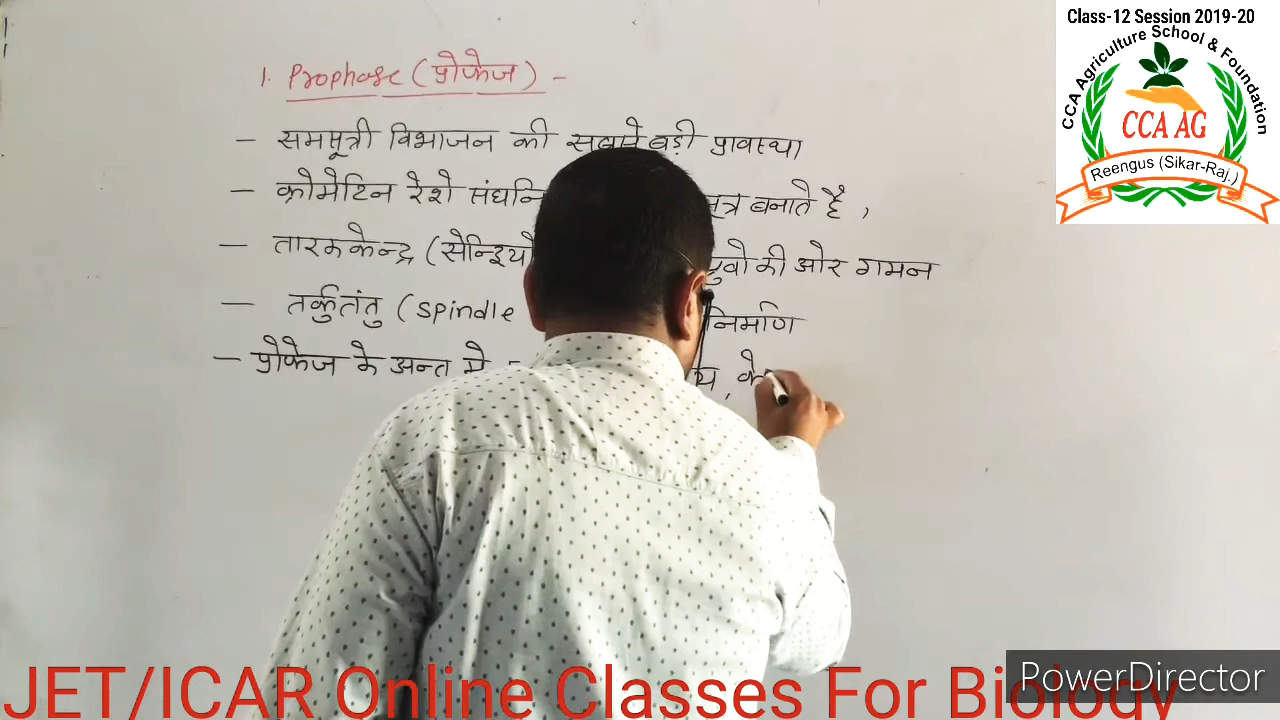 Class-12 Session 2019-20
CCA Agriculture School & Foundation
CCA AG
Reengus (Sikar-Raj.)
1. Prophase (प्रोफेज) -
- समसूत्री विभाजन की सबसे बड़ी प्रावस्था
- क्रोमेटिन रेशे संघनि सूत्र बनाते है ,
- तारककेन्द्र (सेन्ट्रियो ध्रुवो की ओर गमन
- तर्कुतंतु (spindle निर्माण
- प्रोफेज के अन्त मे , के
JET/ICAR Online Classes For Biology
PowerDirector